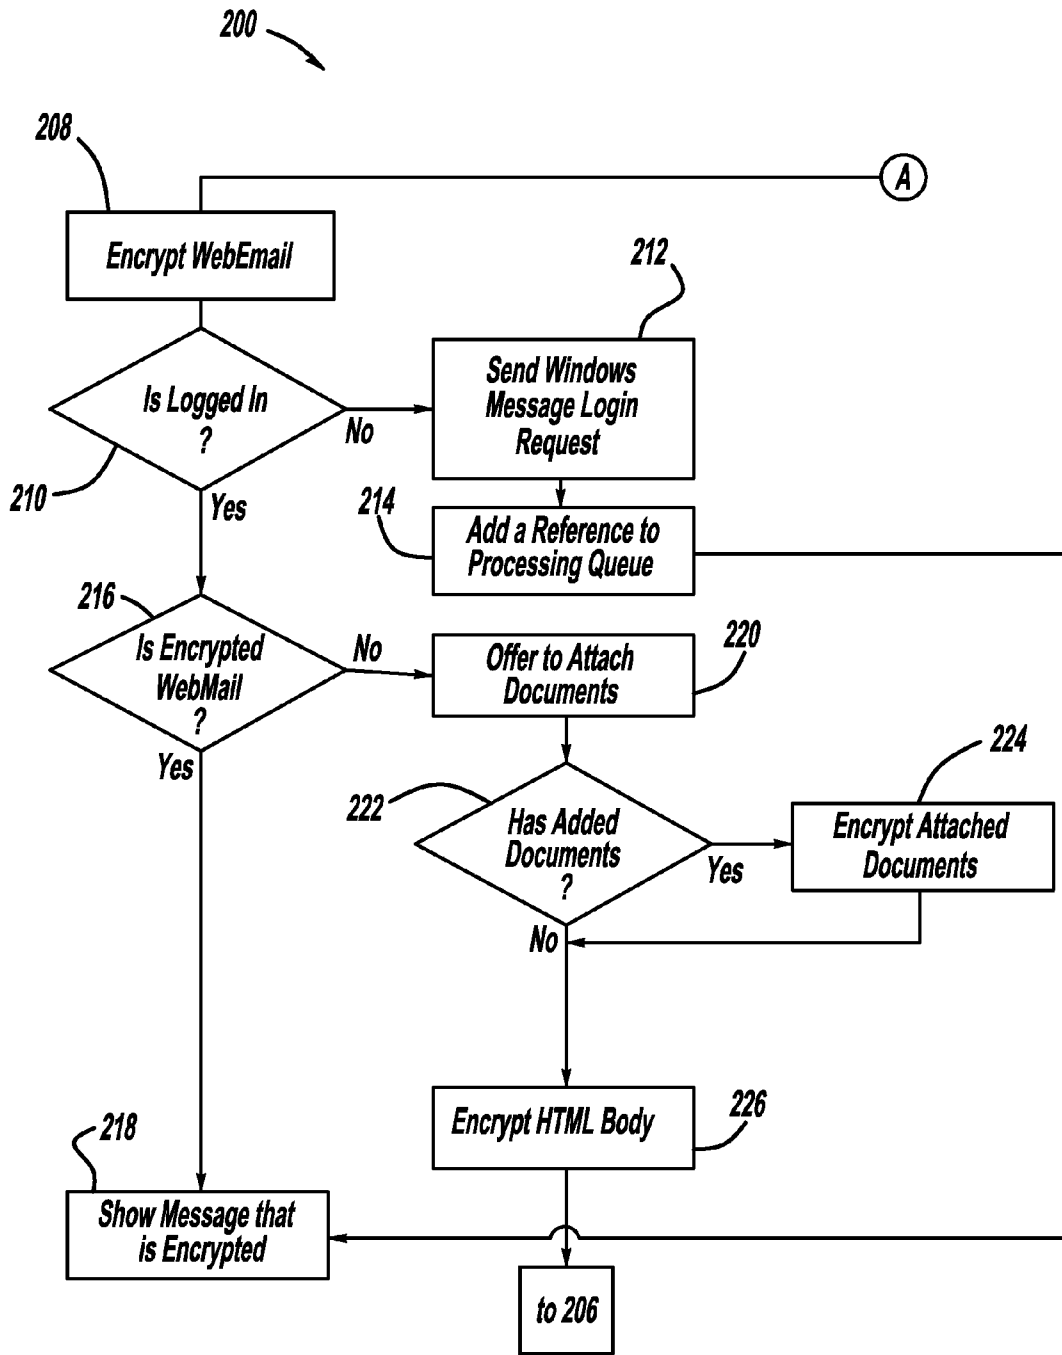 200
208
A
Encrypt WebEmail
212
Send Windows
Message Login
Request
Is Logged In
?
No
210
Yes
214
Add a Reference to
Processing Queue
216
Is Encrypted
WebMail
?
No
Yes
Offer to Attach
Documents
220
222
Has Added
Documents
?
Yes
No
224
Encrypt Attached
Documents
Encrypt HTML Body
226
218
Show Message that
is Encrypted
to 206